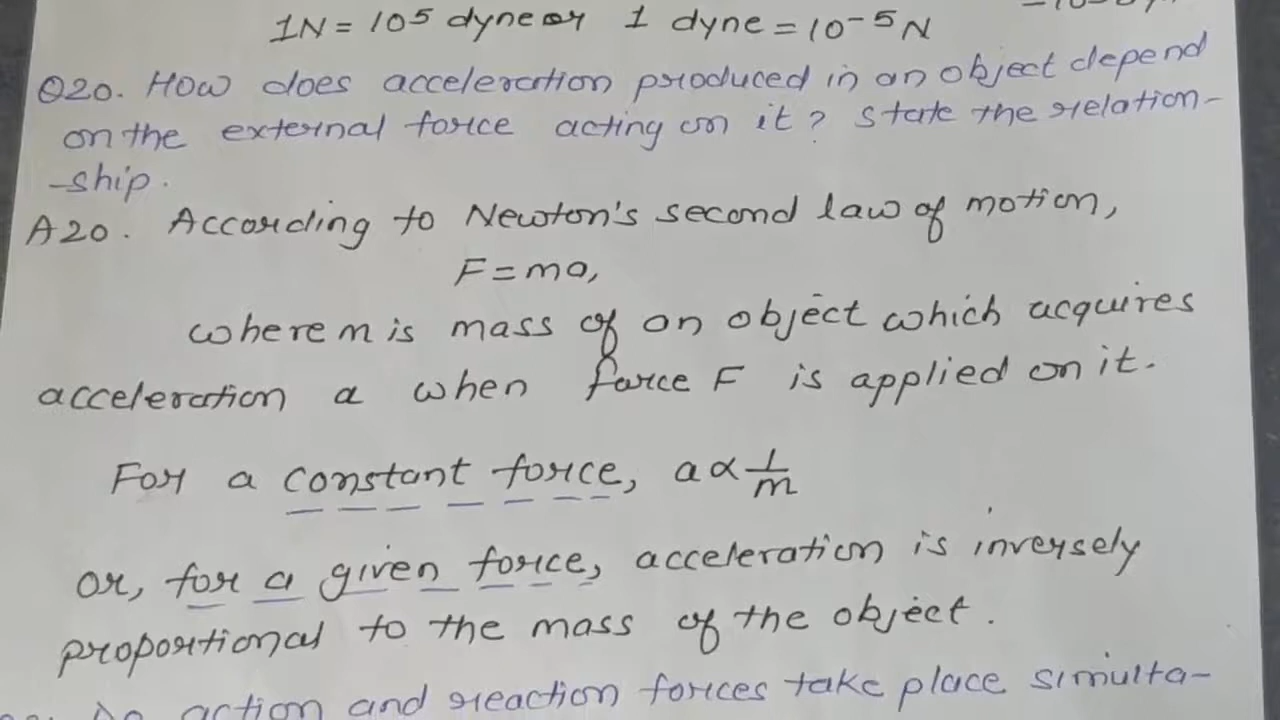 1N = 10⁵ dyne or 1 dyne = 10⁻⁵ N
Q20. How does acceleration produced in an object depend
on the external force acting on it? State the relation-
-ship.
A20. According to Newton's second law of motion,
F = ma,
where m is mass of an object which acquires
acceleration a when force F is applied on it.
For a constant force, a ∝ 1/m
or, for a given force, acceleration is inversely
proportional to the mass of the object.
action and reaction forces take place simulta-